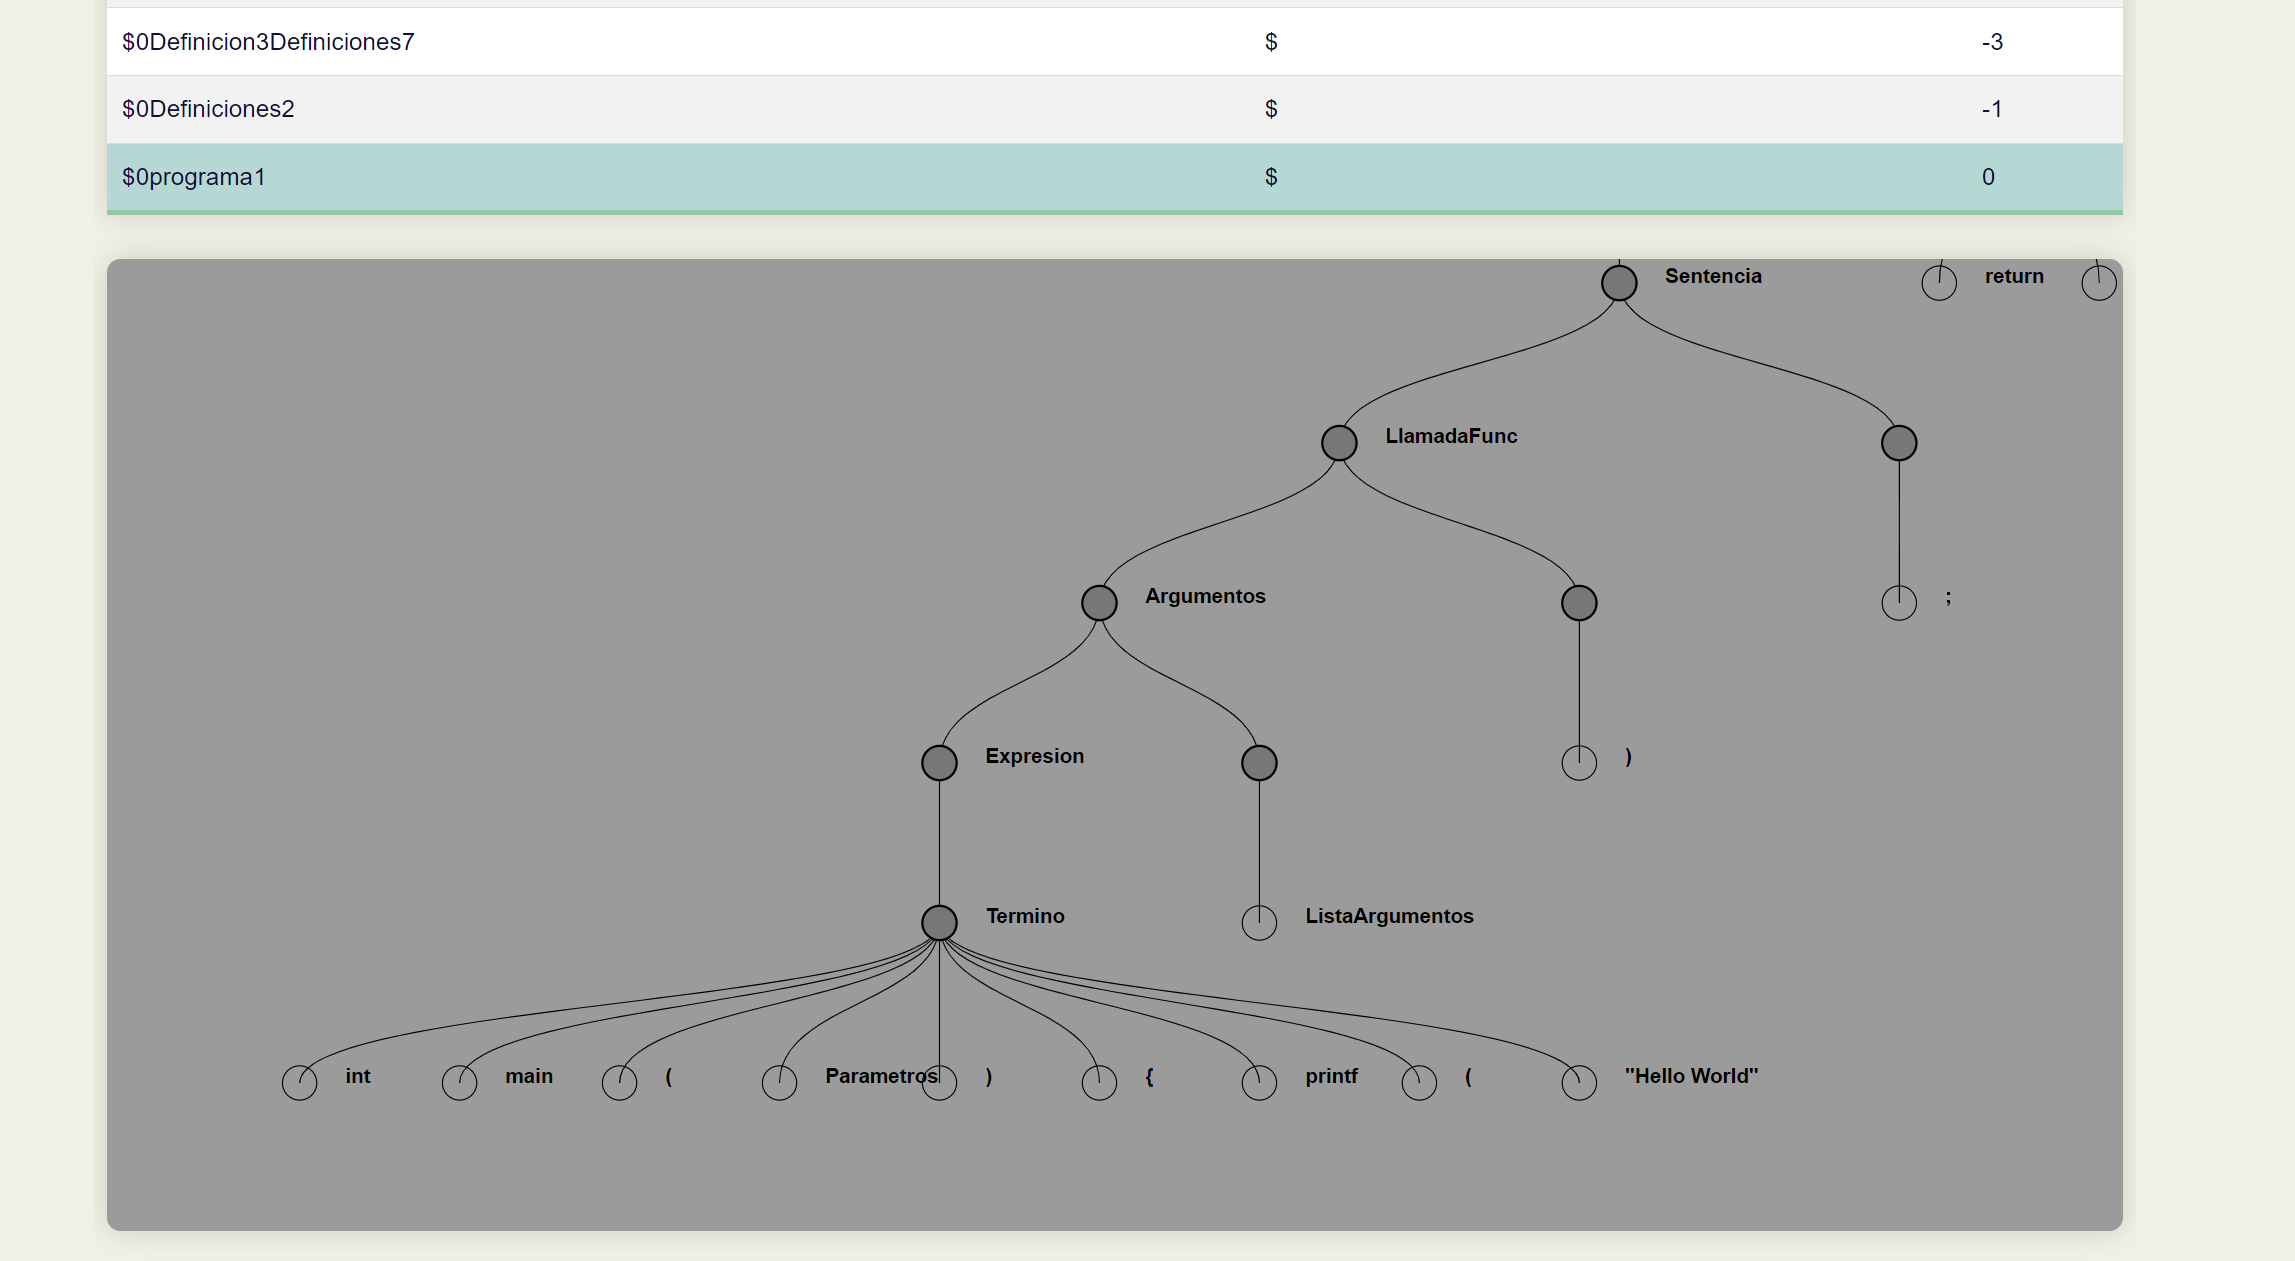 $0Definicion3Definiciones7 $ -3
$0Definiciones2 $ -1
$0programa1 $ 0
Sentencia return
LlamadaFunc
Argumentos ;
Expresion )
Termino ListaArgumentos
int main ( Parametros ) { printf ( "Hello World"